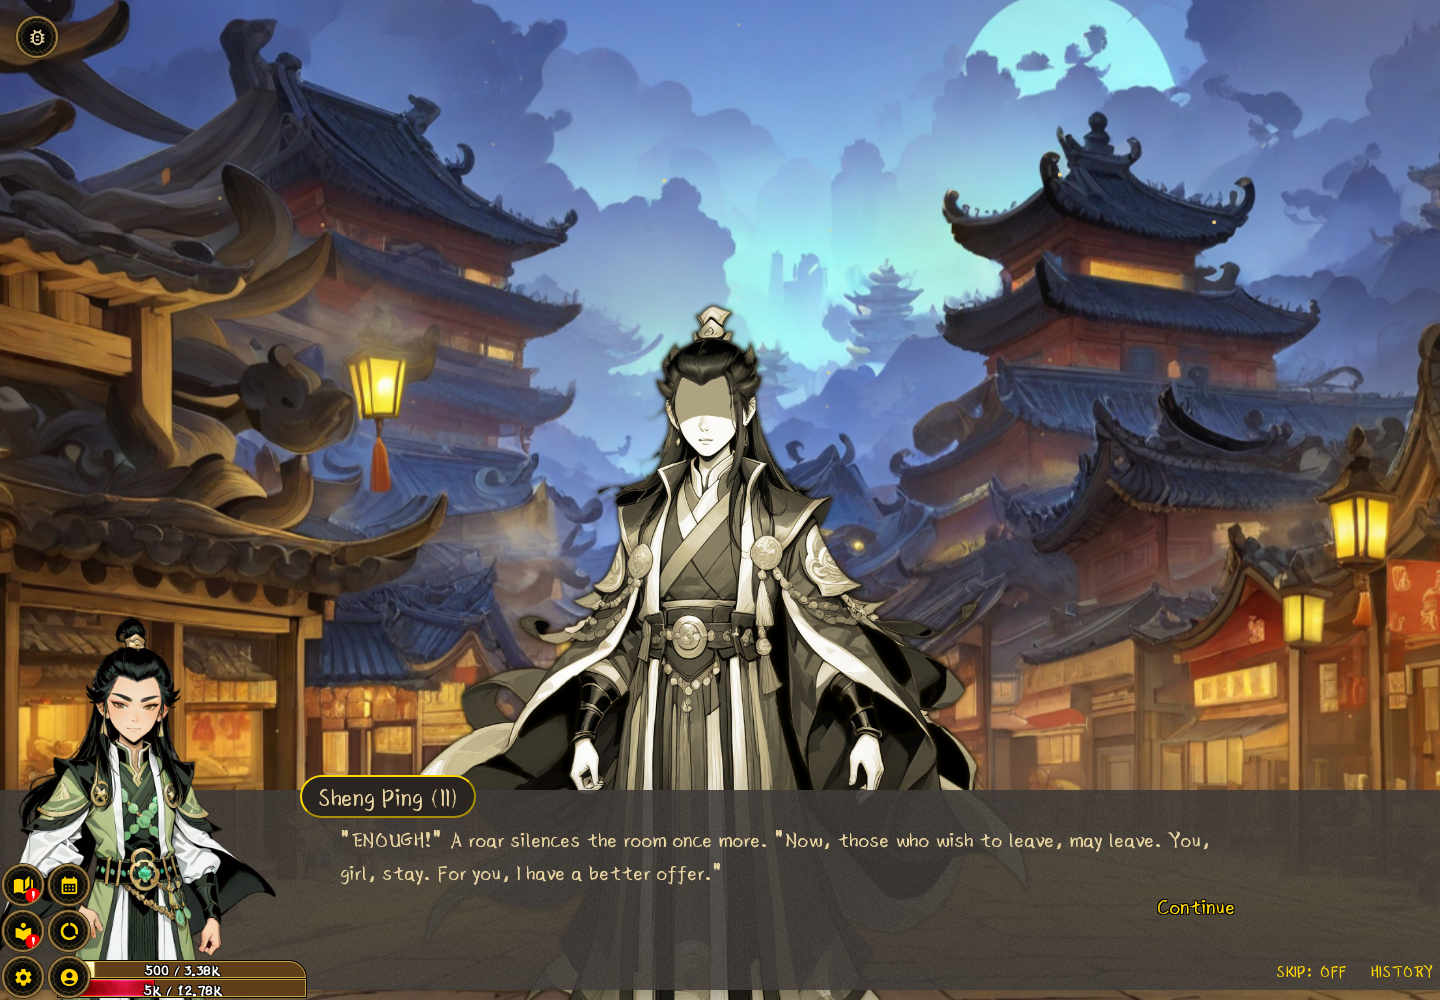 Sheng Ping (11)
"ENOUGH!" A roar silences the room once more. "Now, those who wish to leave, may leave. You,
girl, stay. For you, I have a better offer."
Continue
500 / 3.38K
5K / 12.78K
SKIP: OFF HISTORY